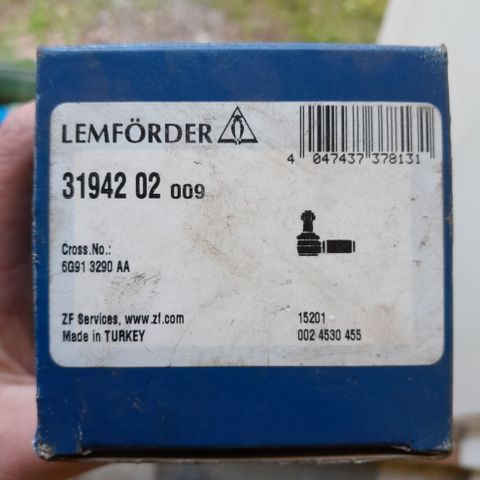 LEMFÖRDER
4 047437 378131
31942 02 009
Cross.No.:
6G91 3290 AA
ZF Services, www.zf.com
Made in TURKEY
15201
002 4530 455